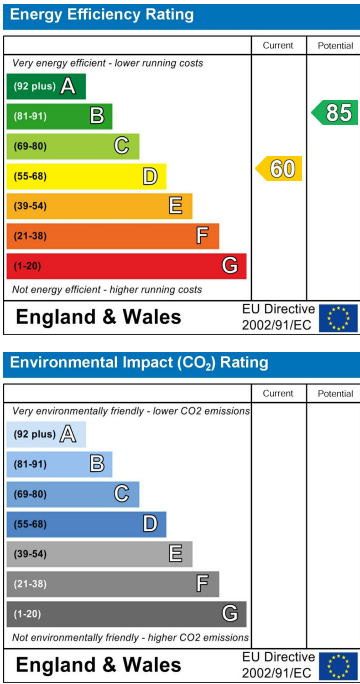 Energy Efficiency Rating
Current Potential
Very energy efficient - lower running costs
(92 plus) A
(81-91) B
85
(69-80) C
(55-68) D
60
(39-54) E
(21-38) F
(1-20) G
Not energy efficient - higher running costs
England & Wales
EU Directive
2002/91/EC
Environmental Impact (CO₂) Rating
Current Potential
Very environmentally friendly - lower CO2 emissions
(92 plus) A
(81-91) B
(69-80) C
(55-68) D
(39-54) E
(21-38) F
(1-20) G
Not environmentally friendly - higher CO2 emissions
England & Wales
EU Directive
2002/91/EC